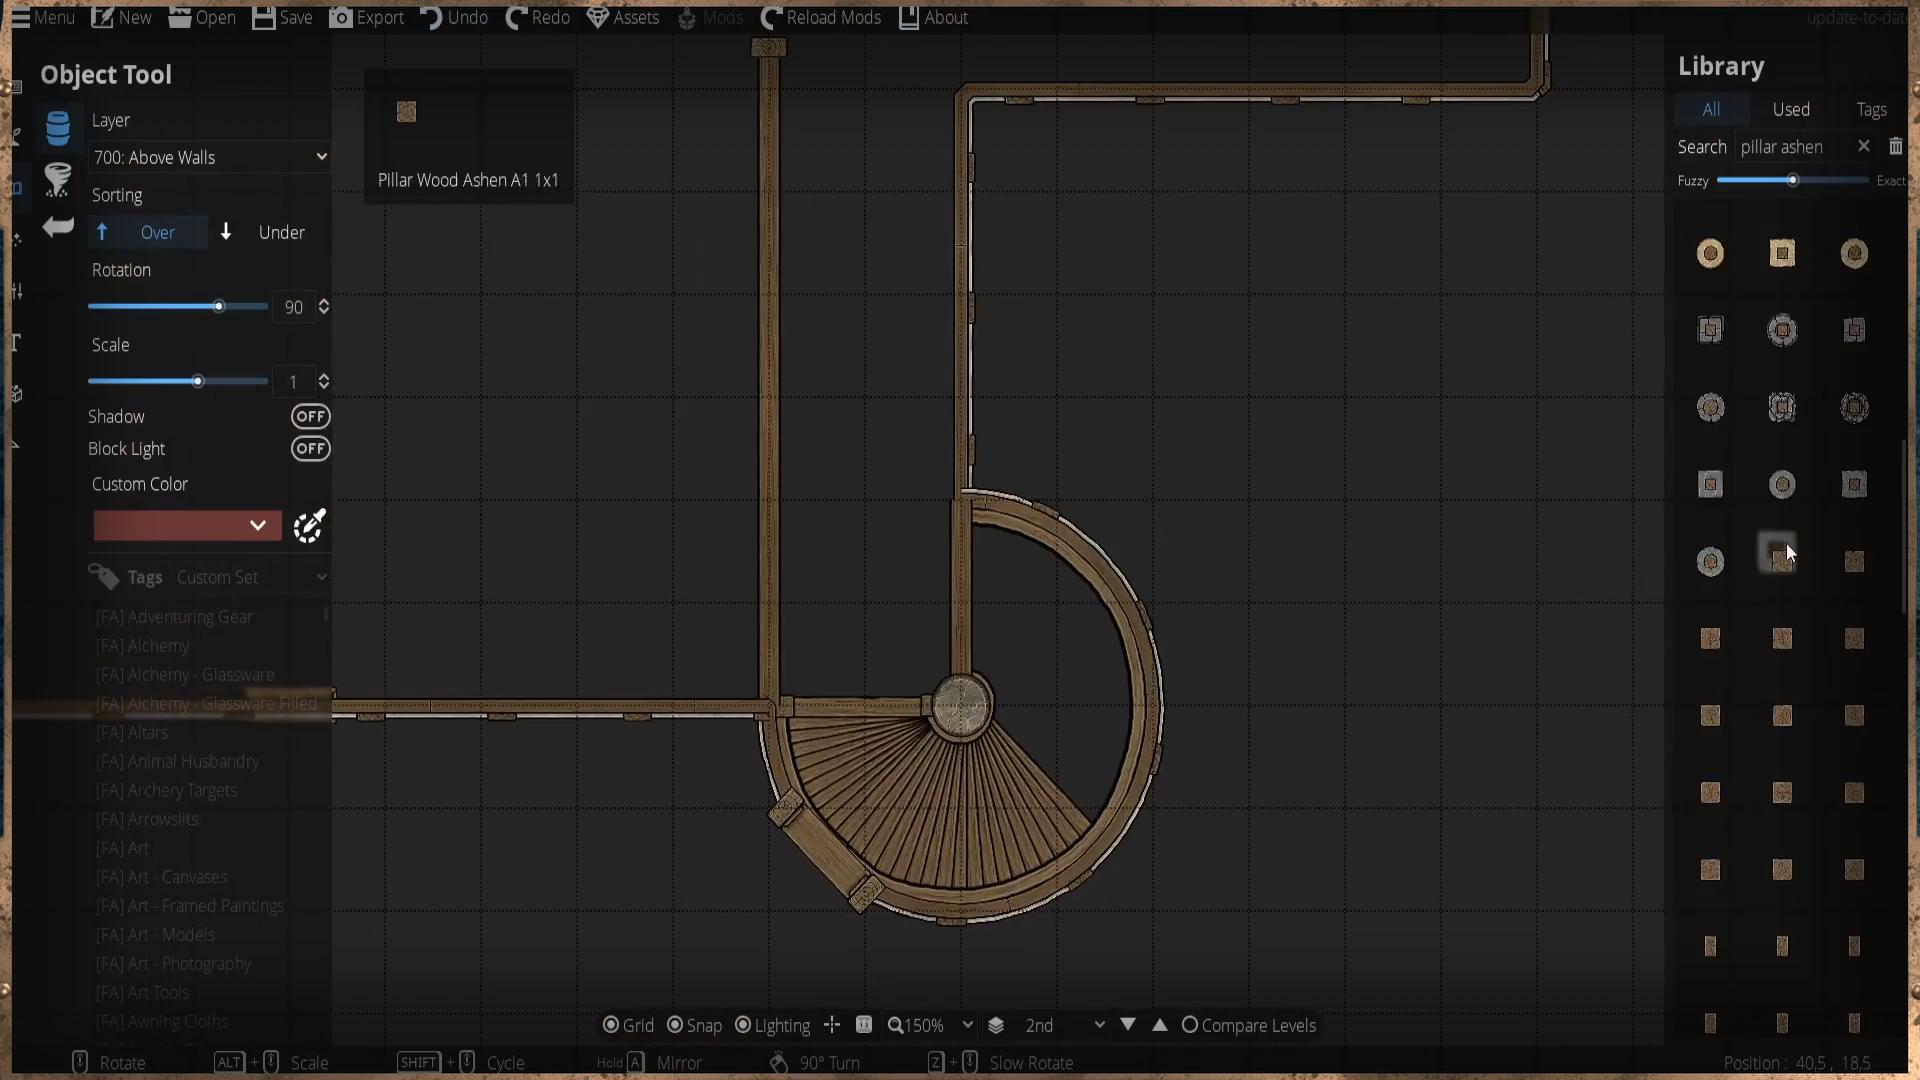 Menu New Open Save Export Undo Redo Assets Mods Reload Mods About
Object Tool
Layer
700: Above Walls
Sorting
Over Under
Rotation
90
Scale
1
Shadow OFF
Block Light OFF
Custom Color
Tags Custom Set
[FA] Adventuring Gear
[FA] Alchemy
[FA] Alchemy - Glassware
[FA] Alchemy - Glassware Filled
[FA] Altars
[FA] Animal Husbandry
[FA] Archery Targets
[FA] Arrowslits
[FA] Art
[FA] Art - Canvases
[FA] Art - Framed Paintings
[FA] Art - Models
[FA] Art - Photography
[FA] Art Tools
[FA] Awning Cloths
Pillar Wood Ashen A1 1x1
Library
All Used Tags
Search pillar ashen
Fuzzy Exact
Grid Snap Lighting 150% 2nd Compare Levels
Rotate ALT + Scale SHIFT + Cycle Hold A Mirror 90° Turn Z + Slow Rotate Position : 40,5 , 18,5